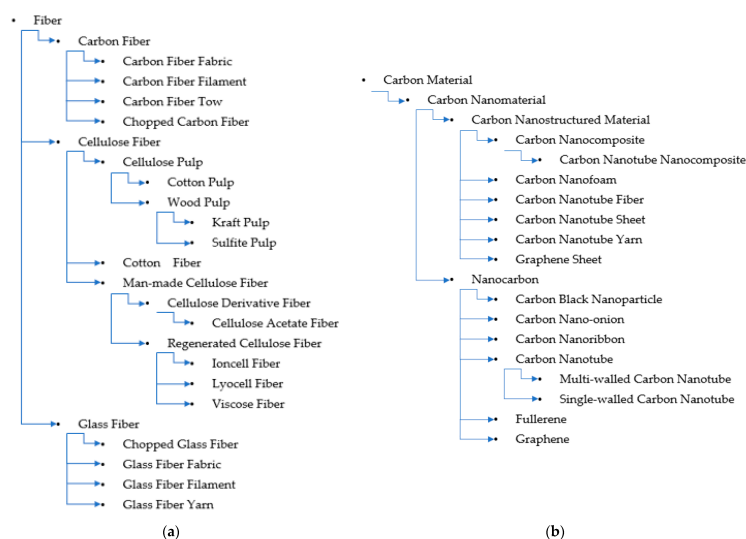 Fiber
Carbon Fiber
Carbon Fiber Fabric
Carbon Fiber Filament
Carbon Fiber Tow
Chopped Carbon Fiber
Cellulose Fiber
Cellulose Pulp
Cotton Pulp
Wood Pulp
Kraft Pulp
Sulfite Pulp
Cotton Fiber
Man-made Cellulose Fiber
Cellulose Derivative Fiber
Cellulose Acetate Fiber
Regenerated Cellulose Fiber
Ioncell Fiber
Lyocell Fiber
Viscose Fiber
Glass Fiber
Chopped Glass Fiber
Glass Fiber Fabric
Glass Fiber Filament
Glass Fiber Yarn
(a)
Carbon Material
Carbon Nanomaterial
Carbon Nanostructured Material
Carbon Nanocomposite
Carbon Nanotube Nanocomposite
Carbon Nanofoam
Carbon Nanotube Fiber
Carbon Nanotube Sheet
Carbon Nanotube Yarn
Graphene Sheet
Nanocarbon
Carbon Black Nanoparticle
Carbon Nano-onion
Carbon Nanoribbon
Carbon Nanotube
Multi-walled Carbon Nanotube
Single-walled Carbon Nanotube
Fullerene
Graphene
(b)